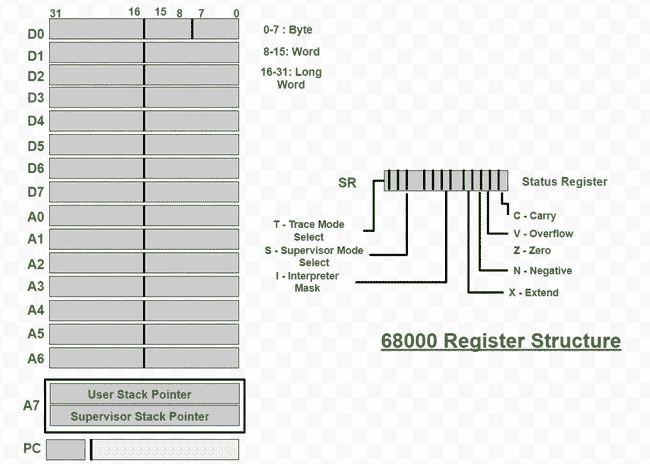 31 16 15 8 7 0
D0
D1
D2
D3
D4
D5
D6
D7
A0
A1
A2
A3
A4
A5
A6
A7
User Stack Pointer
Supervisor Stack Pointer
PC
0-7 : Byte
8-15: Word
16-31: Long
Word
SR
Status Register
T - Trace Mode
Select
S - Supervisor Mode
Select
I - Interpreter
Mask
C - Carry
V - Overflow
Z - Zero
N - Negative
X - Extend
68000 Register Structure